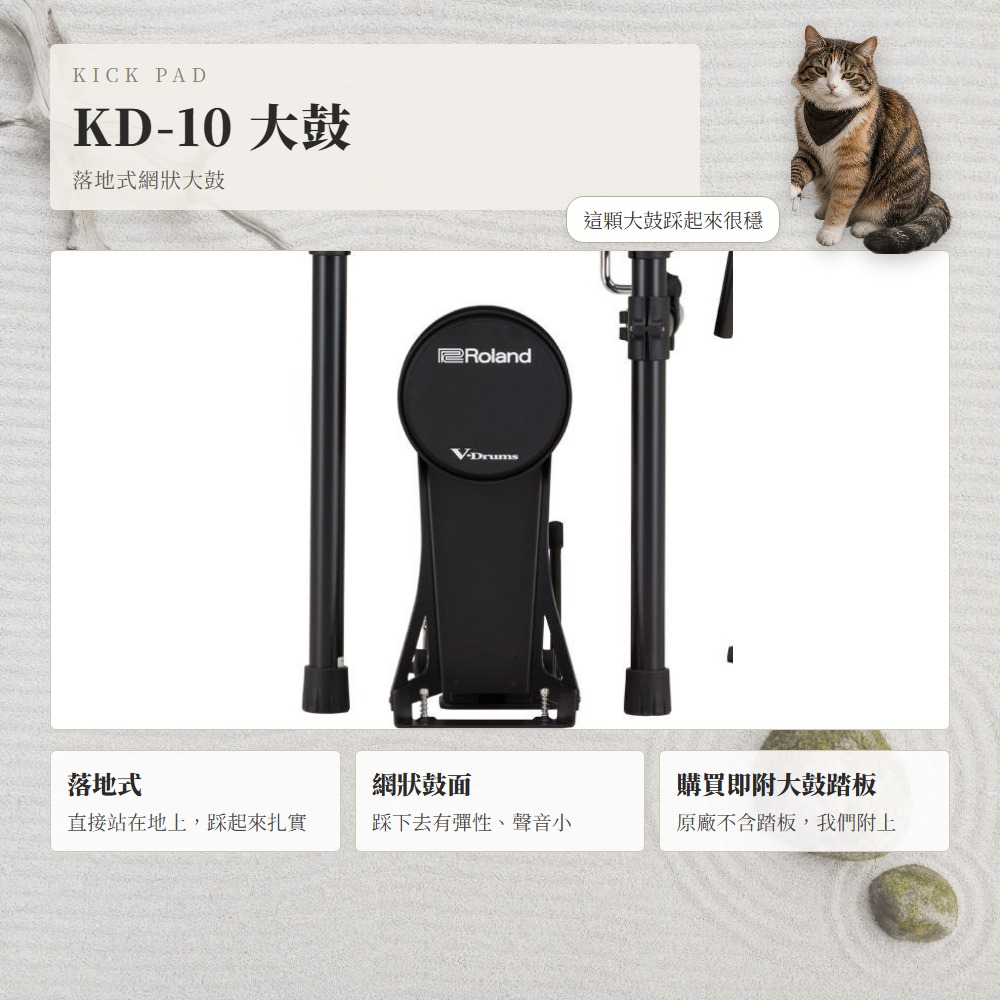 KICK PAD
KD-10 大鼓
落地式網狀大鼓
這顆大鼓踩起來很穩
Roland
V-Drums
落地式
直接站在地上，踩起來扎實
網狀鼓面
踩下去有彈性、聲音小
購買即附大鼓踏板
原廠不含踏板，我們附上